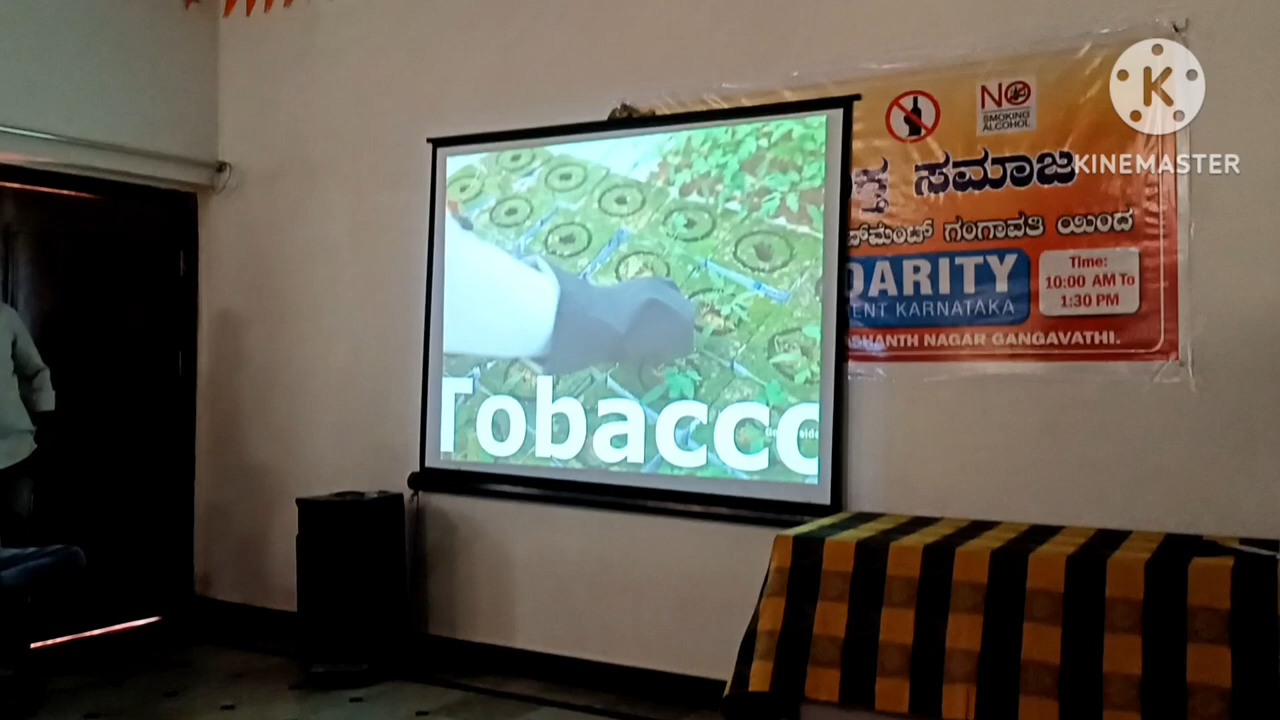 NO
SMOKING
ALCOHOL
KINEMASTER
ಕ್ತ ಸಮಾಜ
ಮೆಂಟ್ ಗಂಗಾವತಿ ಯಿಂದ
DARITY
ENT KARNATAKA
Time:
10:00 AM To
1:30 PM
SHANTH NAGAR GANGAVATHI.
Tobacco